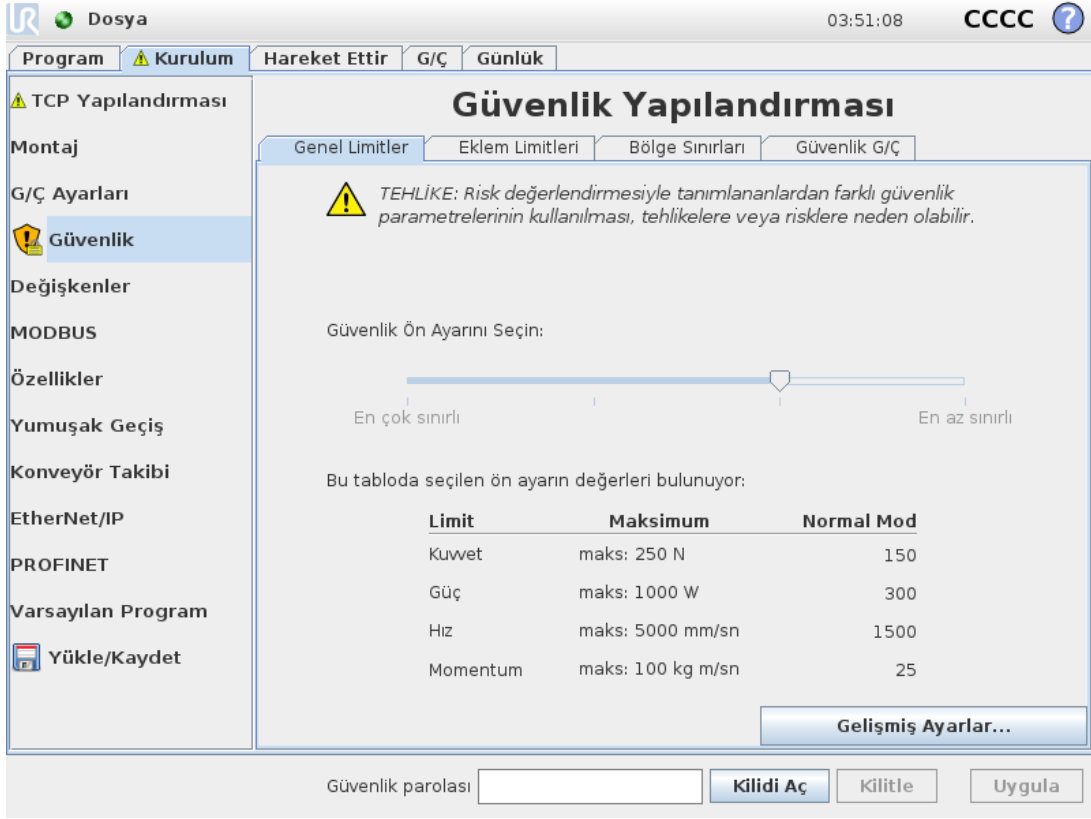 UR Dosya 03:51:08 CCCC ?
Program Kurulum Hareket Ettir G/Ç Günlük
TCP Yapılandırması
Montaj
G/Ç Ayarları
Güvenlik
Değişkenler
MODBUS
Özellikler
Yumuşak Geçiş
Konveyör Takibi
EtherNet/IP
PROFINET
Varsayılan Program
Yükle/Kaydet
Güvenlik Yapılandırması
Genel Limitler Eklem Limitleri Bölge Sınırları Güvenlik G/Ç
TEHLİKE: Risk değerlendirmesiyle tanımlananlardan farklı güvenlik
parametrelerinin kullanılması, tehlikelere veya risklere neden olabilir.
Güvenlik Ön Ayarını Seçin:
En çok sınırlı En az sınırlı
Bu tabloda seçilen ön ayarın değerleri bulunuyor:
Limit Maksimum Normal Mod
Kuvvet maks: 250 N 150
Güç maks: 1000 W 300
Hız maks: 5000 mm/sn 1500
Momentum maks: 100 kg m/sn 25
Gelişmiş Ayarlar...
Güvenlik parolası Kilidi Aç Kilitle Uygula